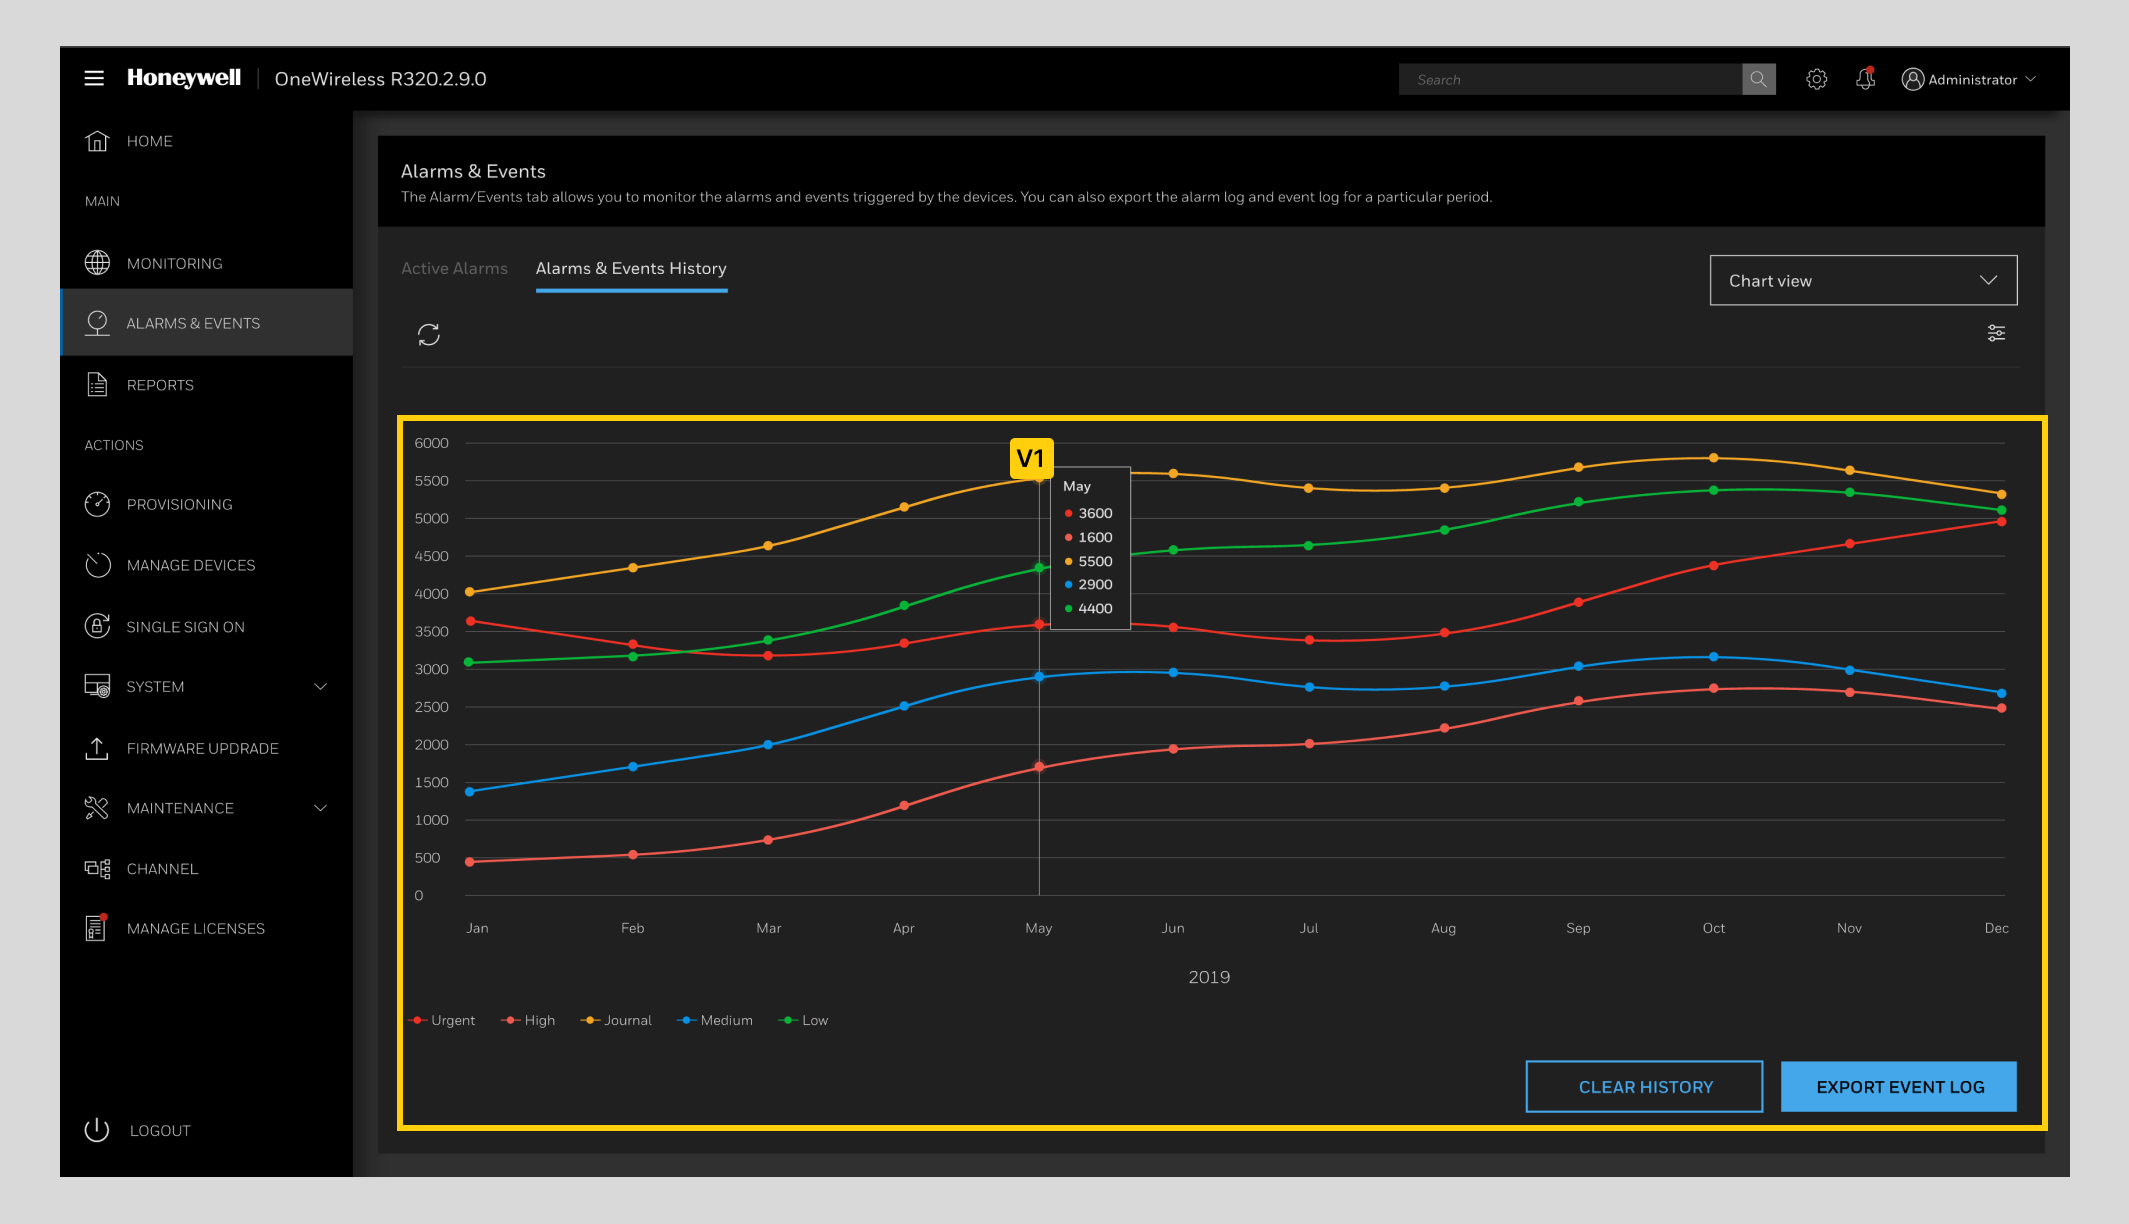 Honeywell OneWireless R320.2.9.0 Search Administrator
HOME
MAIN
MONITORING
ALARMS & EVENTS
REPORTS
ACTIONS
PROVISIONING
MANAGE DEVICES
SINGLE SIGN ON
SYSTEM
FIRMWARE UPDRADE
MAINTENANCE
CHANNEL
MANAGE LICENSES
LOGOUT
Alarms & Events
The Alarm/Events tab allows you to monitor the alarms and events triggered by the devices. You can also export the alarm log and event log for a particular period.
Active Alarms Alarms & Events History Chart view
6000
5500
5000
4500
4000
3500
3000
2500
2000
1500
1000
500
0
V1
May
3600
1600
5500
2900
4400
Jan Feb Mar Apr May Jun Jul Aug Sep Oct Nov Dec
2019
Urgent High Journal Medium Low
CLEAR HISTORY EXPORT EVENT LOG